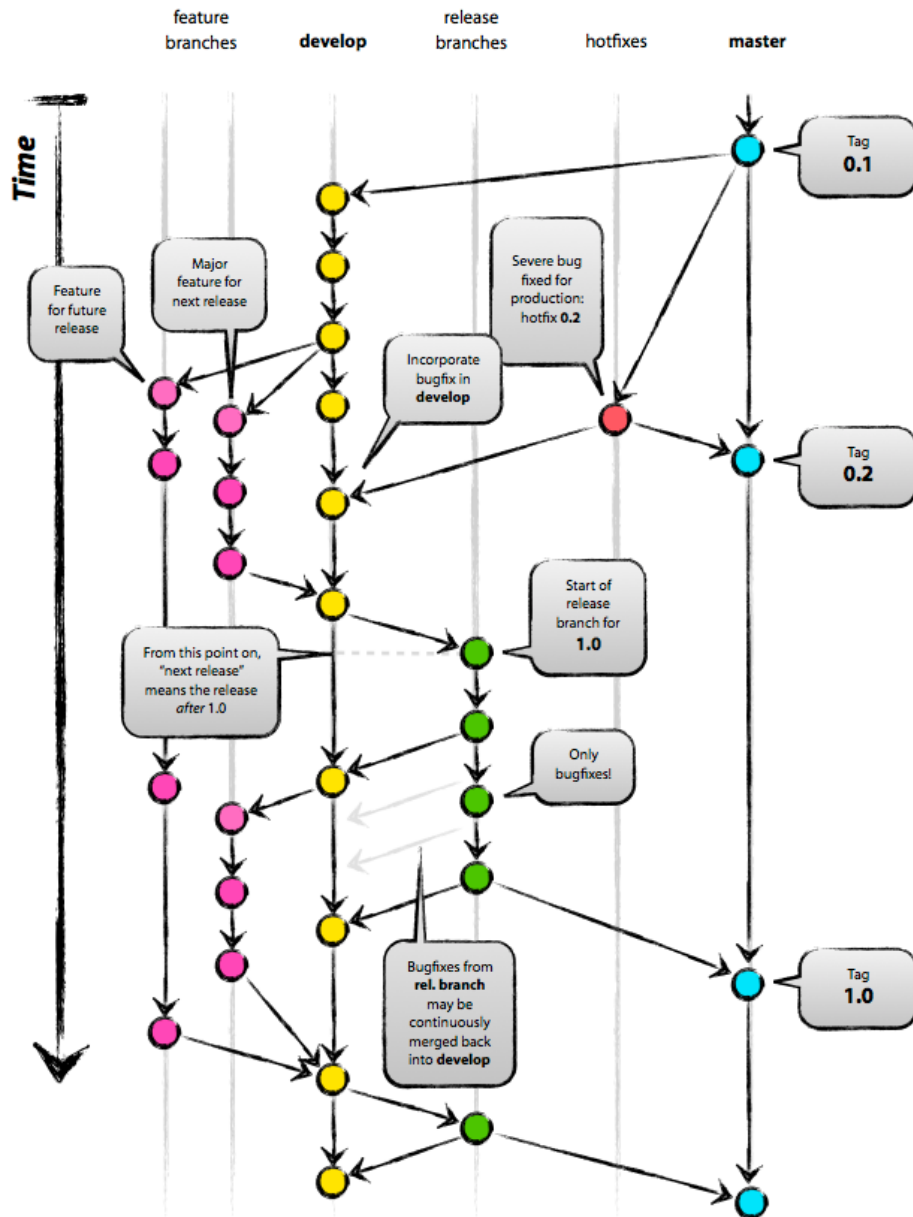 feature
branches
develop
release
branches
hotfixes
master
Time
Tag
0.1
Feature
for future
release
Major
feature for
next release
Severe bug
fixed for
production:
hotfix 0.2
Incorporate
bugfix in
develop
Tag
0.2
Start of
release
branch for
1.0
From this point on,
“next release”
means the release
after 1.0
Only
bugfixes!
Bugfixes from
rel. branch
may be
continuously
merged back
into develop
Tag
1.0